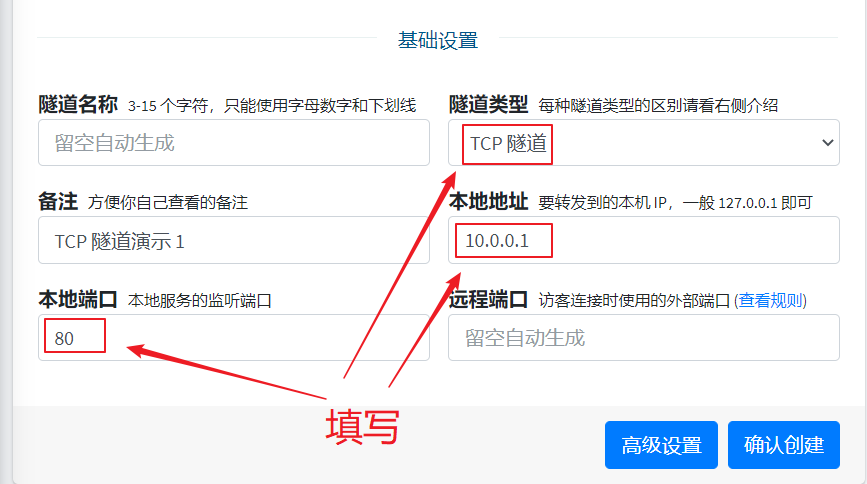 基础设置
隧道名称 3-15 个字符，只能使用字母数字和下划线
隧道类型 每种隧道类型的区别请看右侧介绍
留空自动生成
TCP 隧道
备注 方便你自己查看的备注
本地地址 要转发到的本机 IP，一般 127.0.0.1 即可
TCP 隧道演示 1
10.0.0.1
本地端口 本地服务的监听端口
远程端口 访客连接时使用的外部端口 (查看规则)
80
留空自动生成
填写
高级设置
确认创建